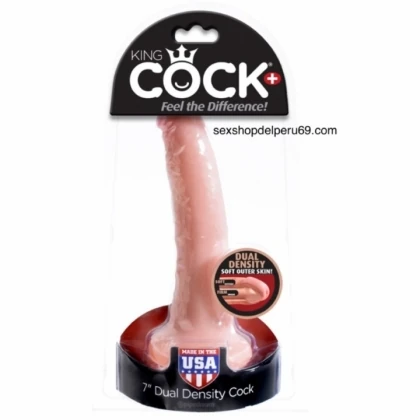 KING
COCK+
Feel the Difference!
sexshopdelperu69.com
DUAL
DENSITY
SOFT OUTER SKIN!
MADE IN THE
USA
7" Dual Density Cock